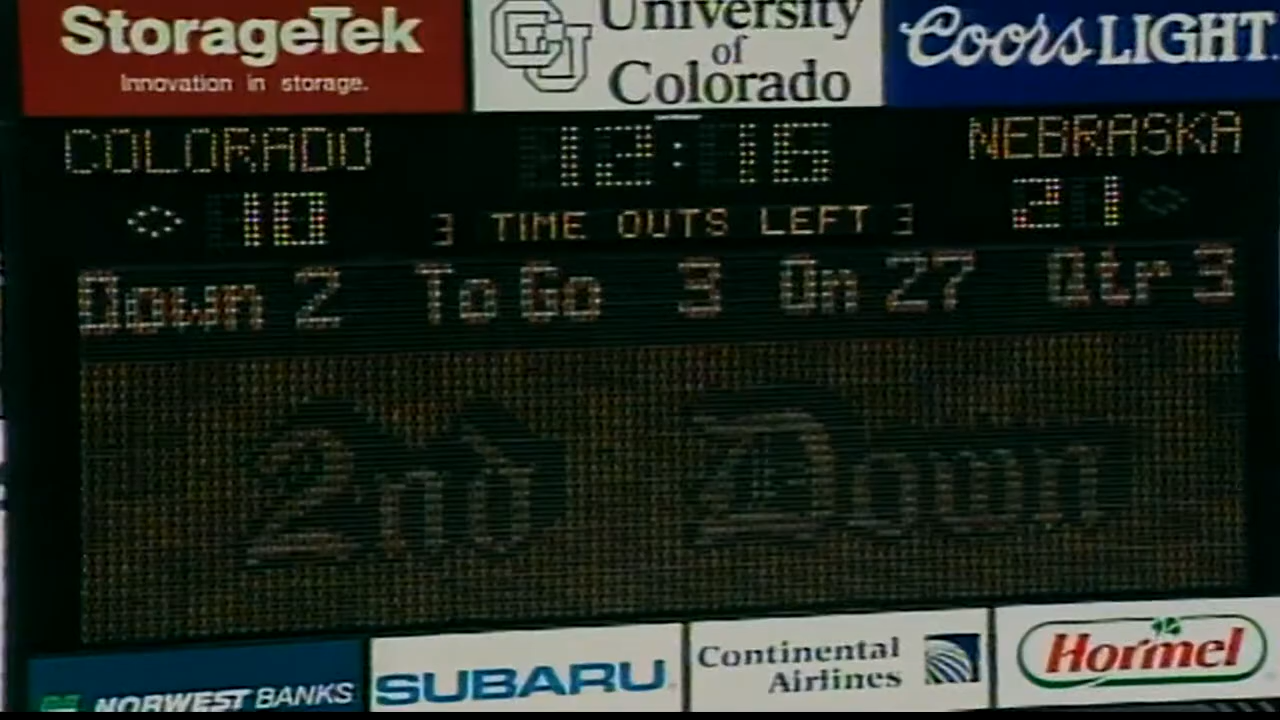 StorageTek
Innovation in storage.
University
of
Colorado
Coors LIGHT
COLORADO 12:16 NEBRASKA
10 3 TIME OUTS LEFT 3 21
Down 2 To Go 3 On 27 Qtr 3
2nd Down
NORWEST BANKS
SUBARU
Continental
Airlines
Hormel